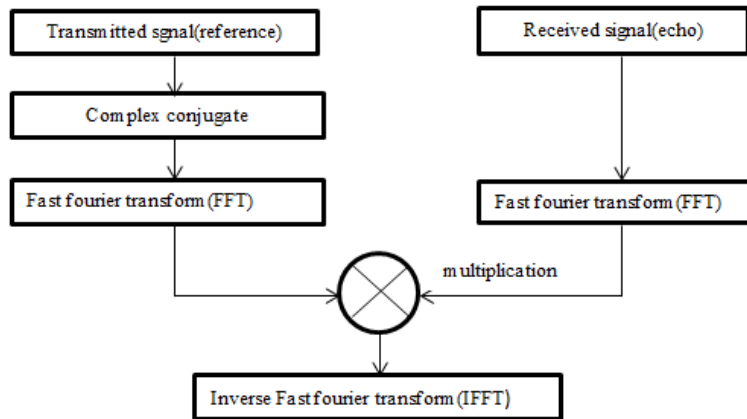 Transmitted sgnal(reference)
Received signal(echo)
Complex conjugate
Fast fourier transform(FFT)
Fast fourier transform(FFT)
multiplication
Inverse Fast fourier transform(IFFT)